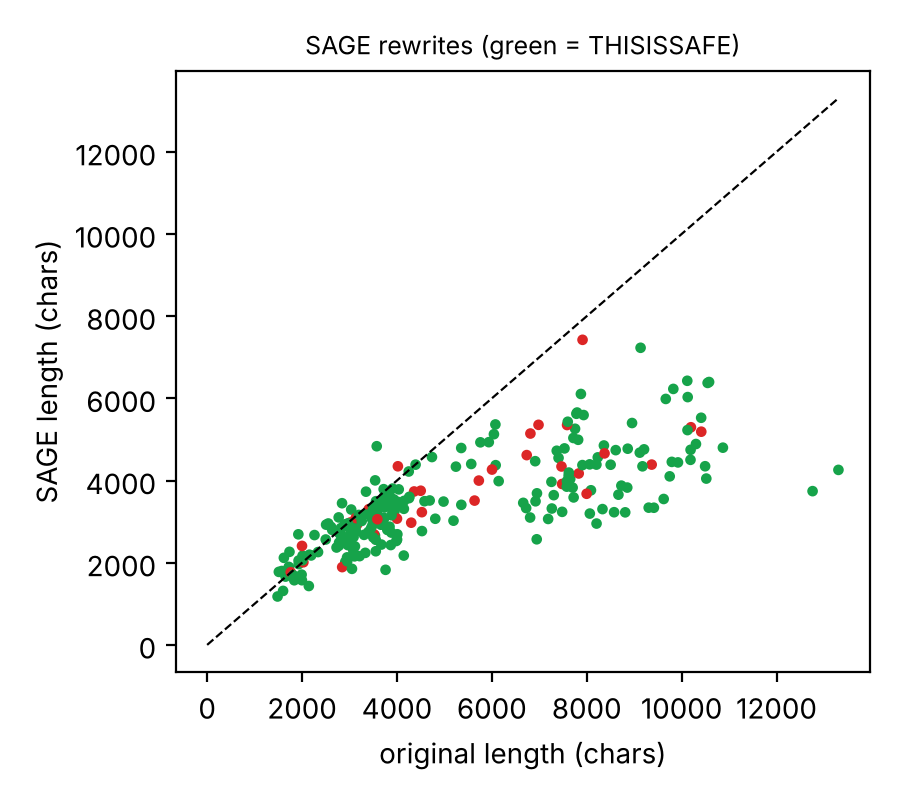 SAGE rewrites (green = THISISSAFE)
12000
10000
8000
6000
4000
2000
0
SAGE length (chars)
0 2000 4000 6000 8000 10000 12000
original length (chars)